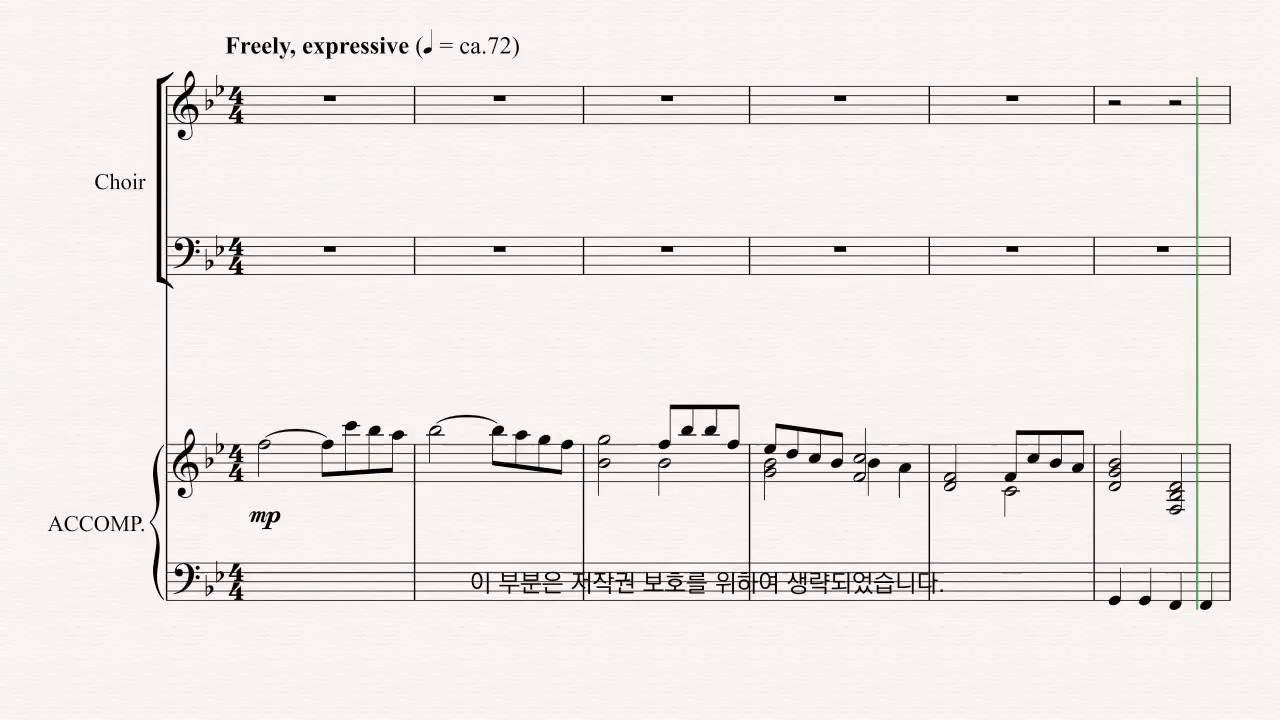 Freely, expressive (♩ = ca.72)
Choir
mp
ACCOMP.
이 부분은 저작권 보호를 위하여 생략되었습니다.